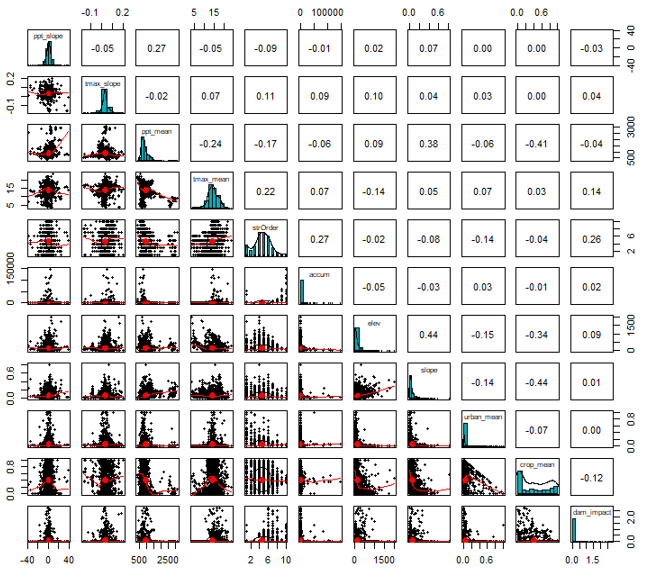 -0.1 0.2 5 15 0 100000 0.0 0.6 0.0 0.6
ppt_slope -0.05 0.27 -0.05 -0.09 -0.01 0.02 0.07 0.00 0.00 -0.03 -40 0 40
-0.1 0.2 tmax_slope -0.02 0.07 0.11 0.09 0.10 0.04 0.03 0.00 0.04
ppt_mean -0.24 -0.17 -0.06 0.09 0.38 -0.06 -0.41 -0.04 500 3000
5 15 tmax_mean 0.22 0.07 -0.14 0.05 0.07 0.03 0.14
strOrder 0.27 -0.02 -0.08 -0.14 -0.04 0.26 2 6
0 150000 accum -0.05 -0.03 0.03 -0.01 0.02
elev 0.44 -0.15 -0.34 0.09 0 1500
0.0 0.6 slope -0.14 -0.44 0.01
urban_mean -0.07 0.00 0.0 0.6
0.0 0.6 crop_mean -0.12
dam_impact 0.0 2.0
-40 0 40 500 2500 2 4 6 8 10 0 1500 0.0 0.6 0.0 1.5